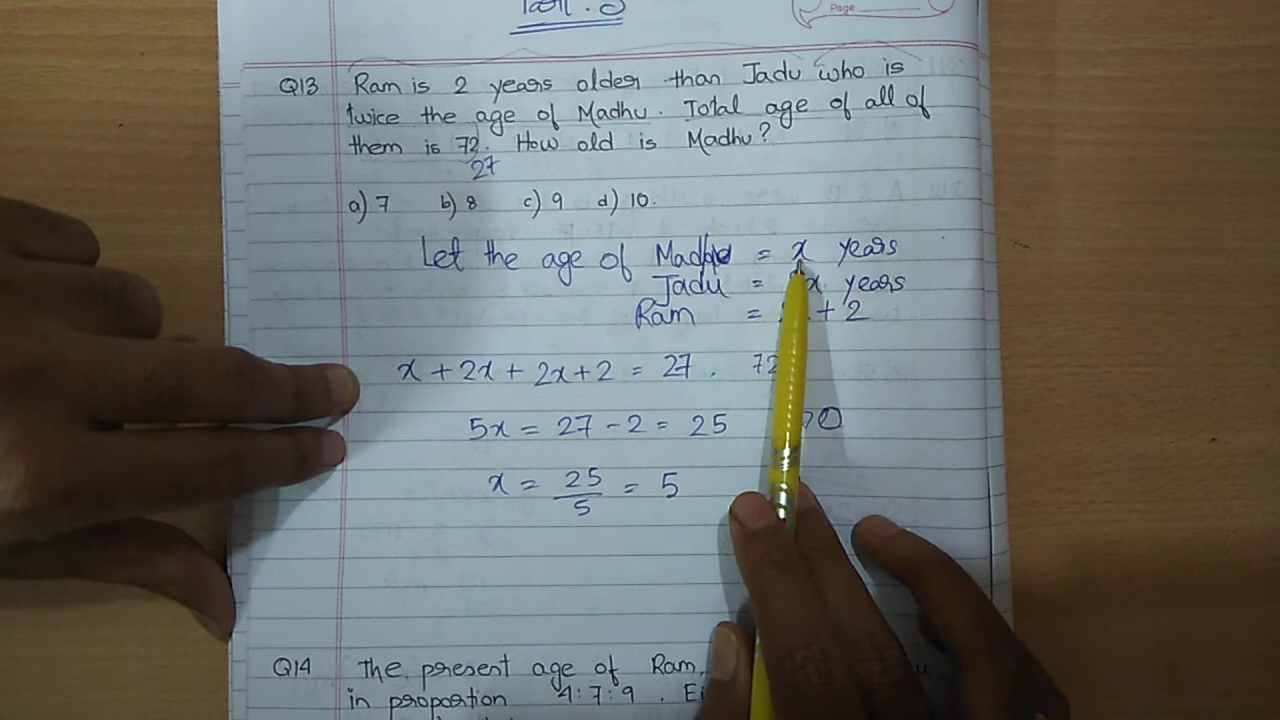 Page
Q13 Ram is 2 years older than Jadu who is
twice the age of Madhu. Total age of all of
them is 72. How old is Madhu?
27
a) 7 b) 8 c) 9 d) 10.
Let the age of Madhu = x years
Jadu = x years
Ram = + 2
x + 2x + 2x + 2 = 27 . 72
5x = 27 - 2 = 25 70
x = 25/5 = 5
Q14 The present age of Ram,
in proportion 4:7:9 .